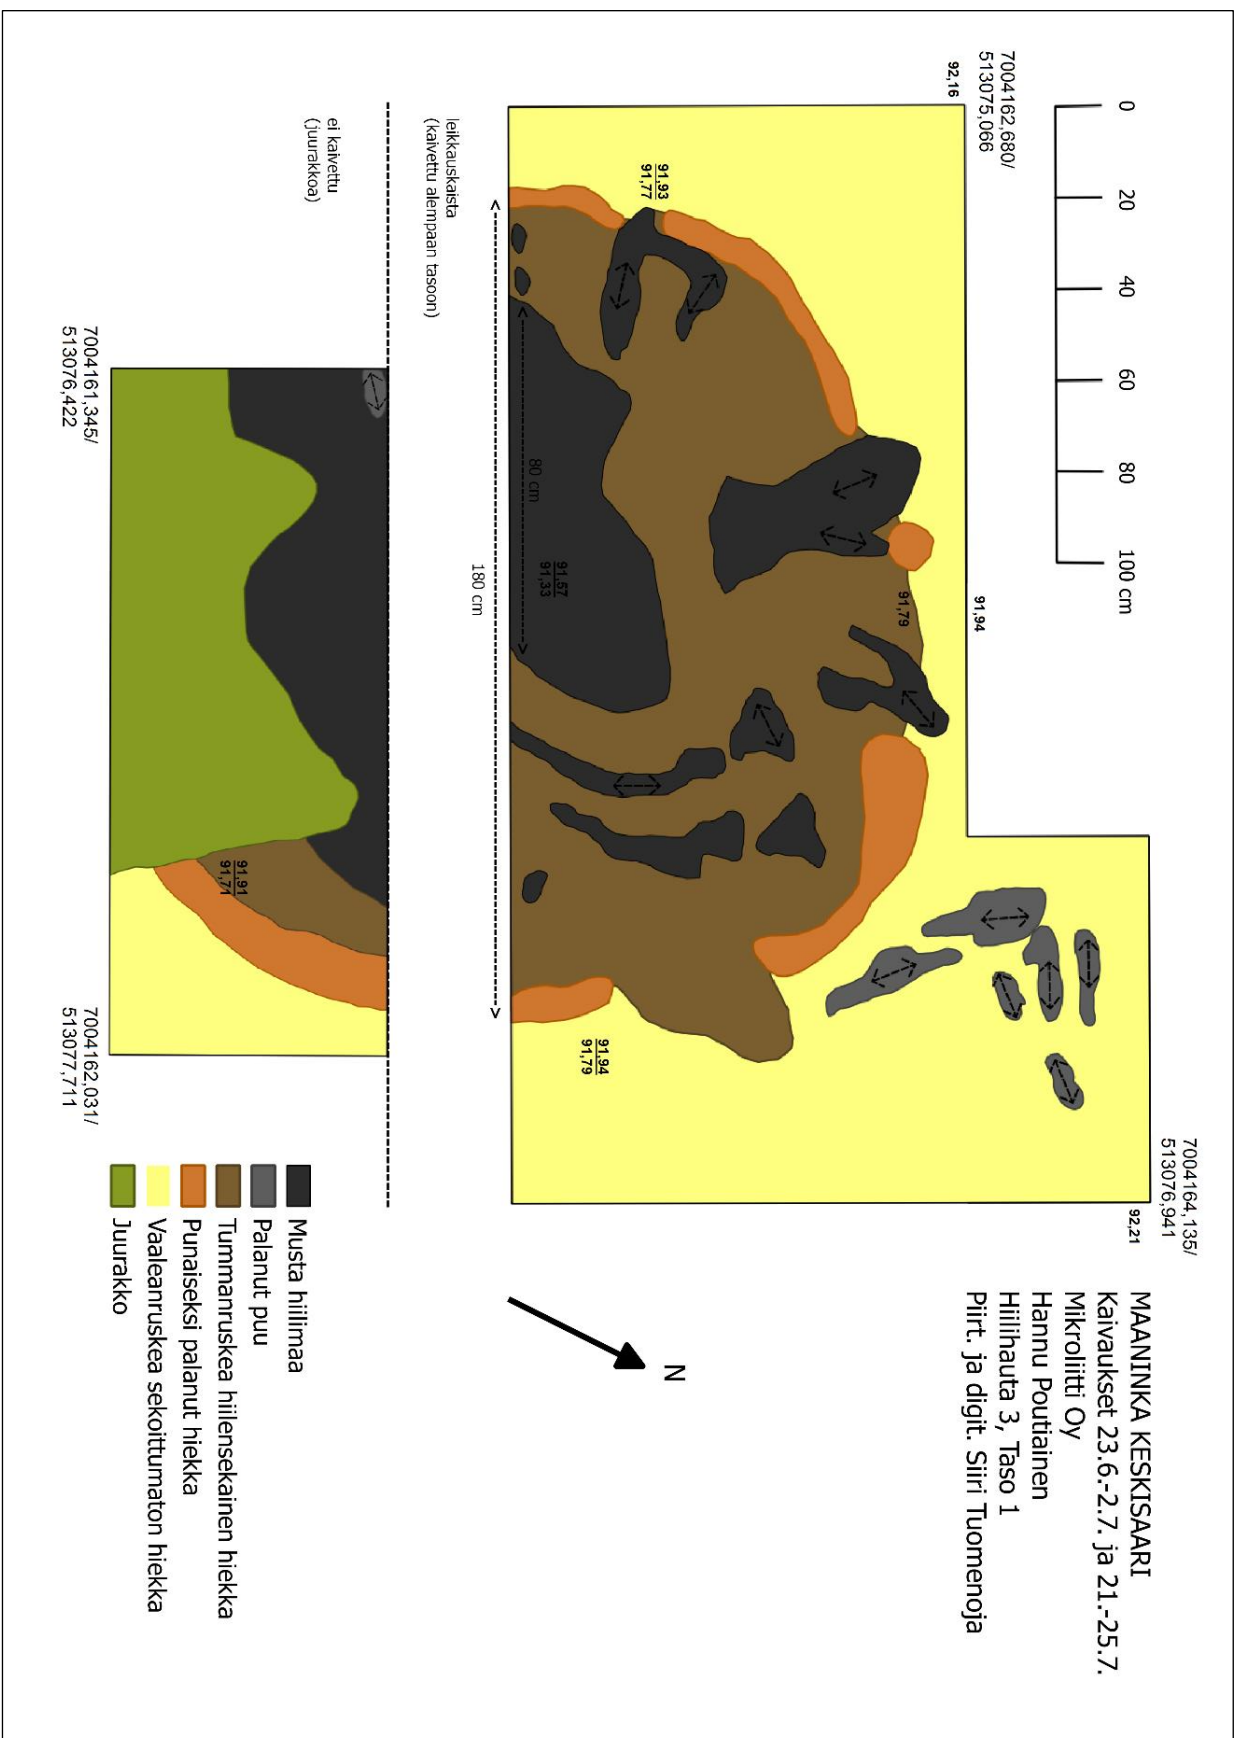 MAANINKA KESKISAARI
Kaivaukset 23.6.-2.7. ja 21.-25.7.
Mikroliitti Oy
Hannu Poutiainen
Hiilihauta 3, Taso 1
Piirt. ja digit. Siiri Tuomenoja
0
20
40
60
80
100 cm
7004162,680/
513075,066
92,16
91,94
7004164,135/
513076,941
92,21
91,93
91,77
91,79
91,57
91,33
80 cm
91,94
91,79
180 cm
leikkauskaista
(kaivettu alempaan tasoon)
ei kaivettu
(juurakkoa)
91,91
91,71
7004161,345/
513076,422
7004162,031/
513077,711
N
Musta hiilimaa
Palanut puu
Tummanruskea hiilensekainen hiekka
Punaiseksi palanut hiekka
Vaaleanruskea sekoittumaton hiekka
Juurakko